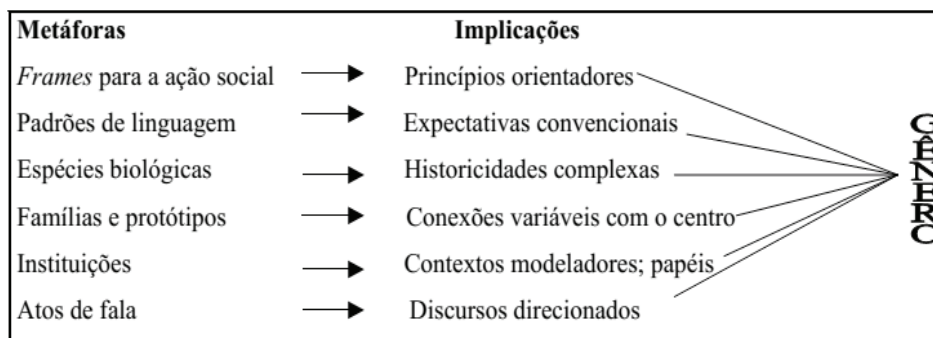 Metáforas Implicações
Frames para a ação social Princípios orientadores
Padrões de linguagem Expectativas convencionais
Espécies biológicas Historicidades complexas
Famílias e protótipos Conexões variáveis com o centro
Instituições Contextos modeladores; papéis
Atos de fala Discursos direcionados
GÊNERO